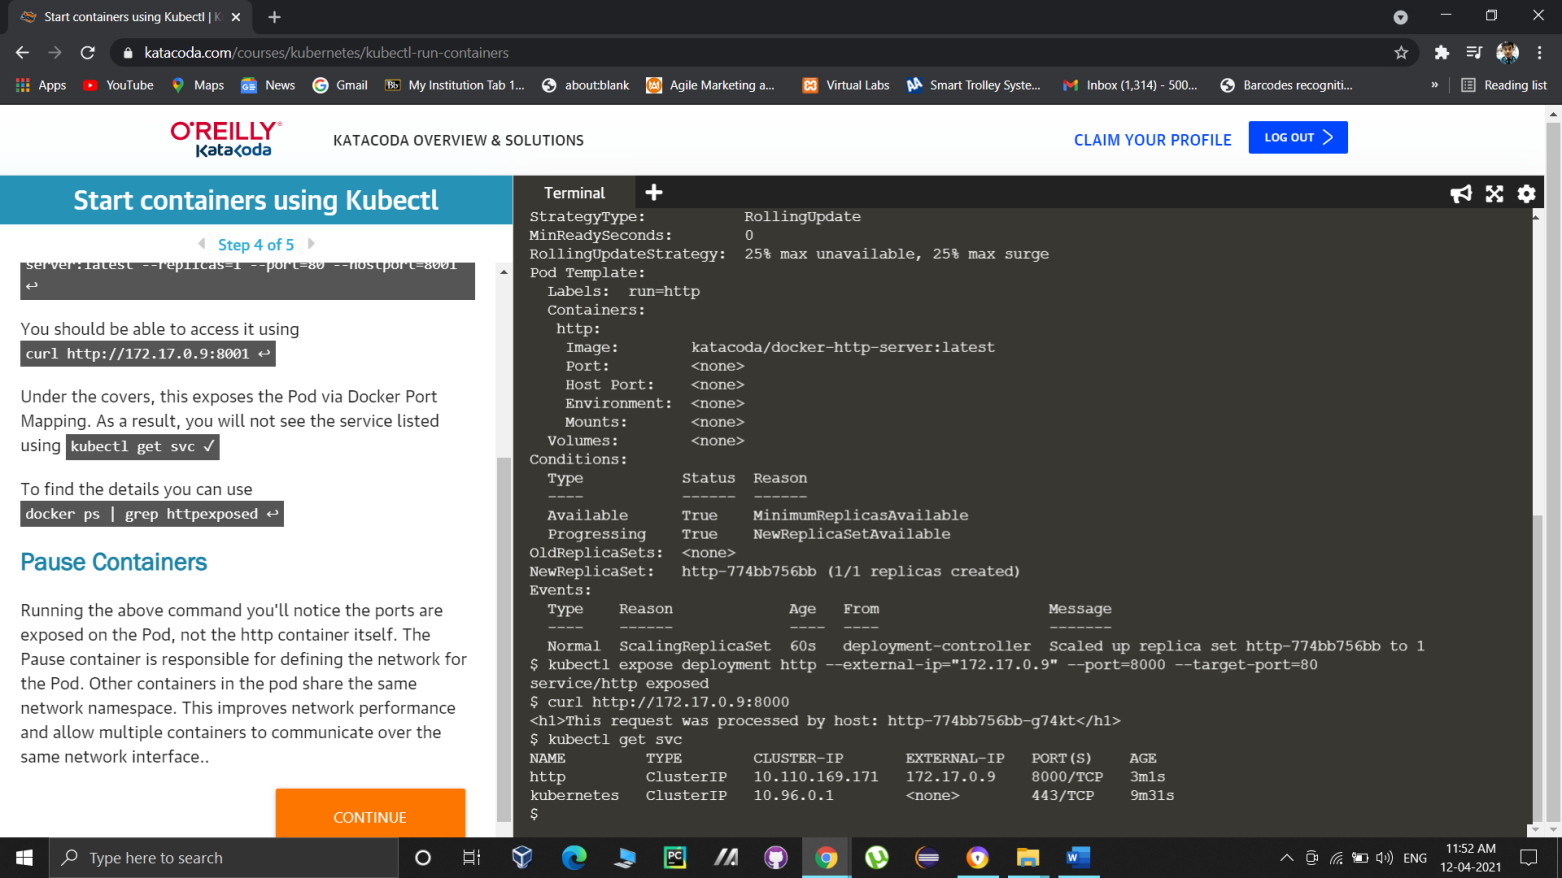 Start containers using Kubectl | K
katacoda.com/courses/kubernetes/kubectl-run-containers
Apps YouTube Maps News Gmail My Institution Tab 1... about:blank Agile Marketing a... Virtual Labs Smart Trolley Syste... Inbox (1,314) - 500... Barcodes recogniti... » Reading list
O'REILLY
Katacoda
KATACODA OVERVIEW & SOLUTIONS
CLAIM YOUR PROFILE
LOG OUT
Start containers using Kubectl
Step 4 of 5
server:latest --replicas=1 --port=80 --hostport=8001
↩
You should be able to access it using
curl http://172.17.0.9:8001 ↩
Under the covers, this exposes the Pod via Docker Port
Mapping. As a result, you will not see the service listed
using kubectl get svc ✓
To find the details you can use
docker ps | grep httpexposed ↩
Pause Containers
Running the above command you'll notice the ports are
exposed on the Pod, not the http container itself. The
Pause container is responsible for defining the network for
the Pod. Other containers in the pod share the same
network namespace. This improves network performance
and allow multiple containers to communicate over the
same network interface..
CONTINUE
Terminal
StrategyType: RollingUpdate
MinReadySeconds: 0
RollingUpdateStrategy: 25% max unavailable, 25% max surge
Pod Template:
Labels: run=http
Containers:
http:
Image: katacoda/docker-http-server:latest
Port: <none>
Host Port: <none>
Environment: <none>
Mounts: <none>
Volumes: <none>
Conditions:
Type Status Reason
---- ------ ------
Available True MinimumReplicasAvailable
Progressing True NewReplicaSetAvailable
OldReplicaSets: <none>
NewReplicaSet: http-774bb756bb (1/1 replicas created)
Events:
Type Reason Age From Message
---- ------ ---- ---- -------
Normal ScalingReplicaSet 60s deployment-controller Scaled up replica set http-774bb756bb to 1
$ kubectl expose deployment http --external-ip="172.17.0.9" --port=8000 --target-port=80
service/http exposed
$ curl http://172.17.0.9:8000
<h1>This request was processed by host: http-774bb756bb-g74kt</h1>
$ kubectl get svc
NAME TYPE CLUSTER-IP EXTERNAL-IP PORT(S) AGE
http ClusterIP 10.110.169.171 172.17.0.9 8000/TCP 3m1s
kubernetes ClusterIP 10.96.0.1 <none> 443/TCP 9m31s
$
Type here to search
PC
ENG
11:52 AM
12-04-2021